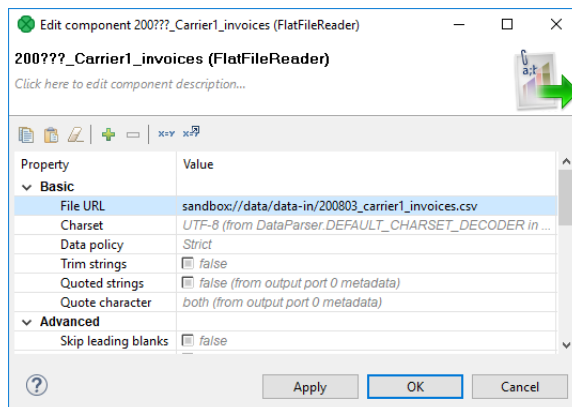 Edit component 200???_Carrier1_invoices (FlatFileReader)
200???_Carrier1_invoices (FlatFileReader)
Click here to edit component description...
a;t
x=y x=?
Property Value
Basic
File URL sandbox://data/data-in/200803_carrier1_invoices.csv
Charset UTF-8 (from DataParser.DEFAULT_CHARSET_DECODER in ...
Data policy Strict
Trim strings false
Quoted strings false (from output port 0 metadata)
Quote character both (from output port 0 metadata)
Advanced
Skip leading blanks false
? Apply OK Cancel